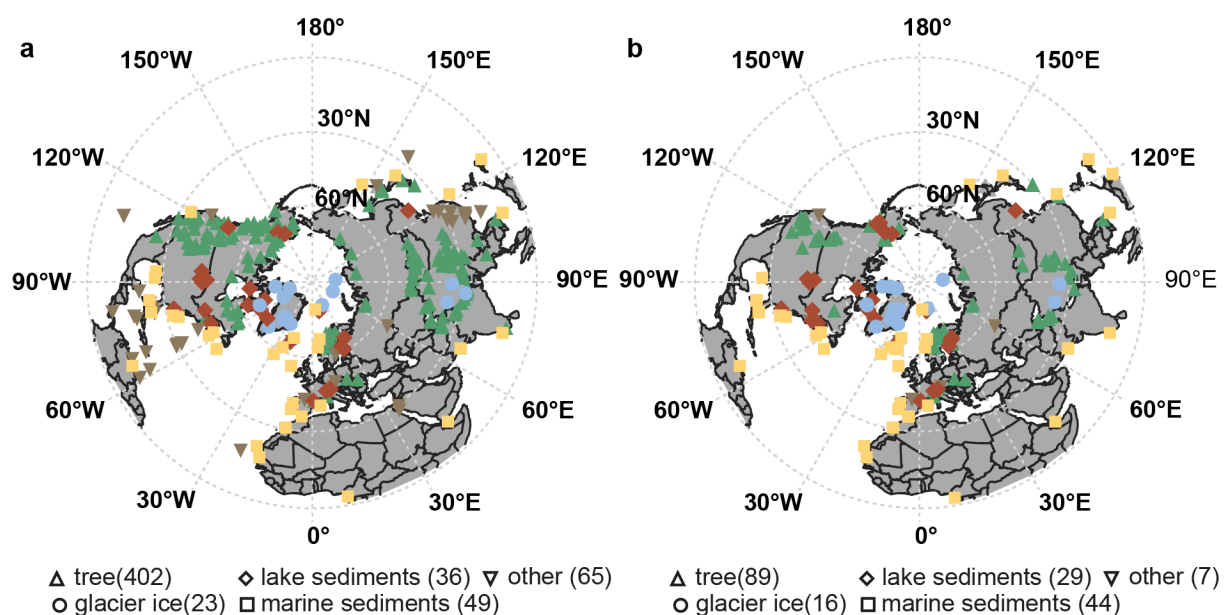 a
180°
150°W
150°E
30°N
120°W
120°E
60°N
90°W
90°E
60°W
60°E
30°W
30°E
0°
tree(402)
lake sediments (36)
other (65)
glacier ice(23)
marine sediments (49)
b
180°
150°W
150°E
30°N
120°W
120°E
60°N
90°W
90°E
60°W
60°E
30°W
30°E
0°
tree(89)
lake sediments (29)
other (7)
glacier ice(16)
marine sediments (44)